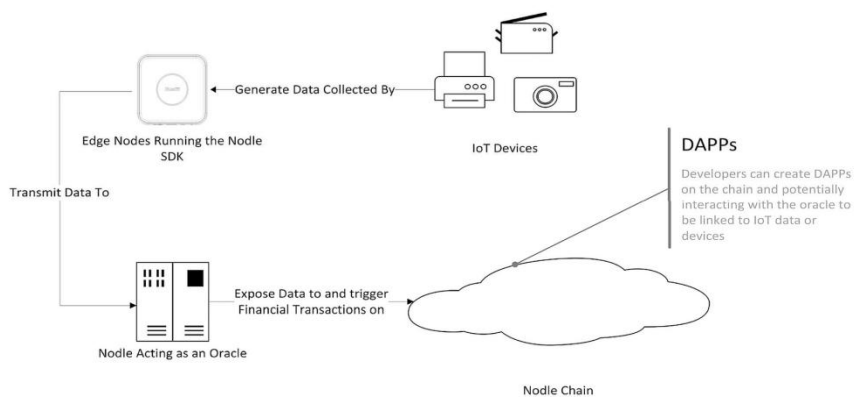 Generate Data Collected By
Edge Nodes Running the Nodle
SDK
IoT Devices
DAPPs
Developers can create DAPPs
on the chain and potentially
interacting with the oracle to
be linked to IoT data or
devices
Transmit Data To
Expose Data to and trigger
Financial Transactions on
Nodle Acting as an Oracle
Nodle Chain